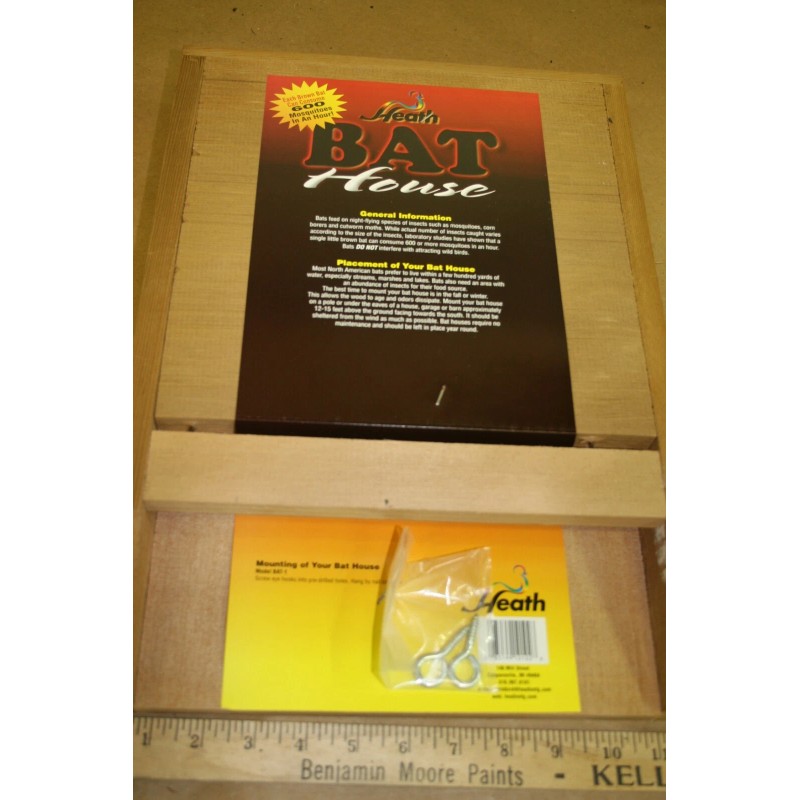 Each Brown Bat
Can Consume
600
Mosquitoes
In An Hour!
Heath
BAT
House
General Information
Bats feed on night-flying species of insects such as mosquitoes, corn
borers and cutworm moths. While actual number of insects caught varies
according to the size of the insects, laboratory studies have shown that a
single little brown bat can consume 600 or more mosquitoes in an hour.
Bats DO NOT interfere with attracting wild birds.
Placement of Your Bat House
Most North American bats prefer to live within a few hundred yards of
water, especially streams, marshes and lakes. Bats also need an area with
an abundance of insects for their food source.
The best time to mount your bat house is in the fall or winter.
This allows the wood to age and odors dissipate. Mount your bat house
on a pole or under the eaves of a house, garage or barn approximately
12-15 feet above the ground facing towards the south. It should be
sheltered from the wind as much as possible. Bat houses require no
maintenance and should be left in place year round.
Mounting of Your Bat House
Model BAT-1
Screw eye hooks into pre-drilled holes. Hang by
Heath
1 2 3 4 5 6 7 8 9 10 11
Benjamin Moore Paints - KELL